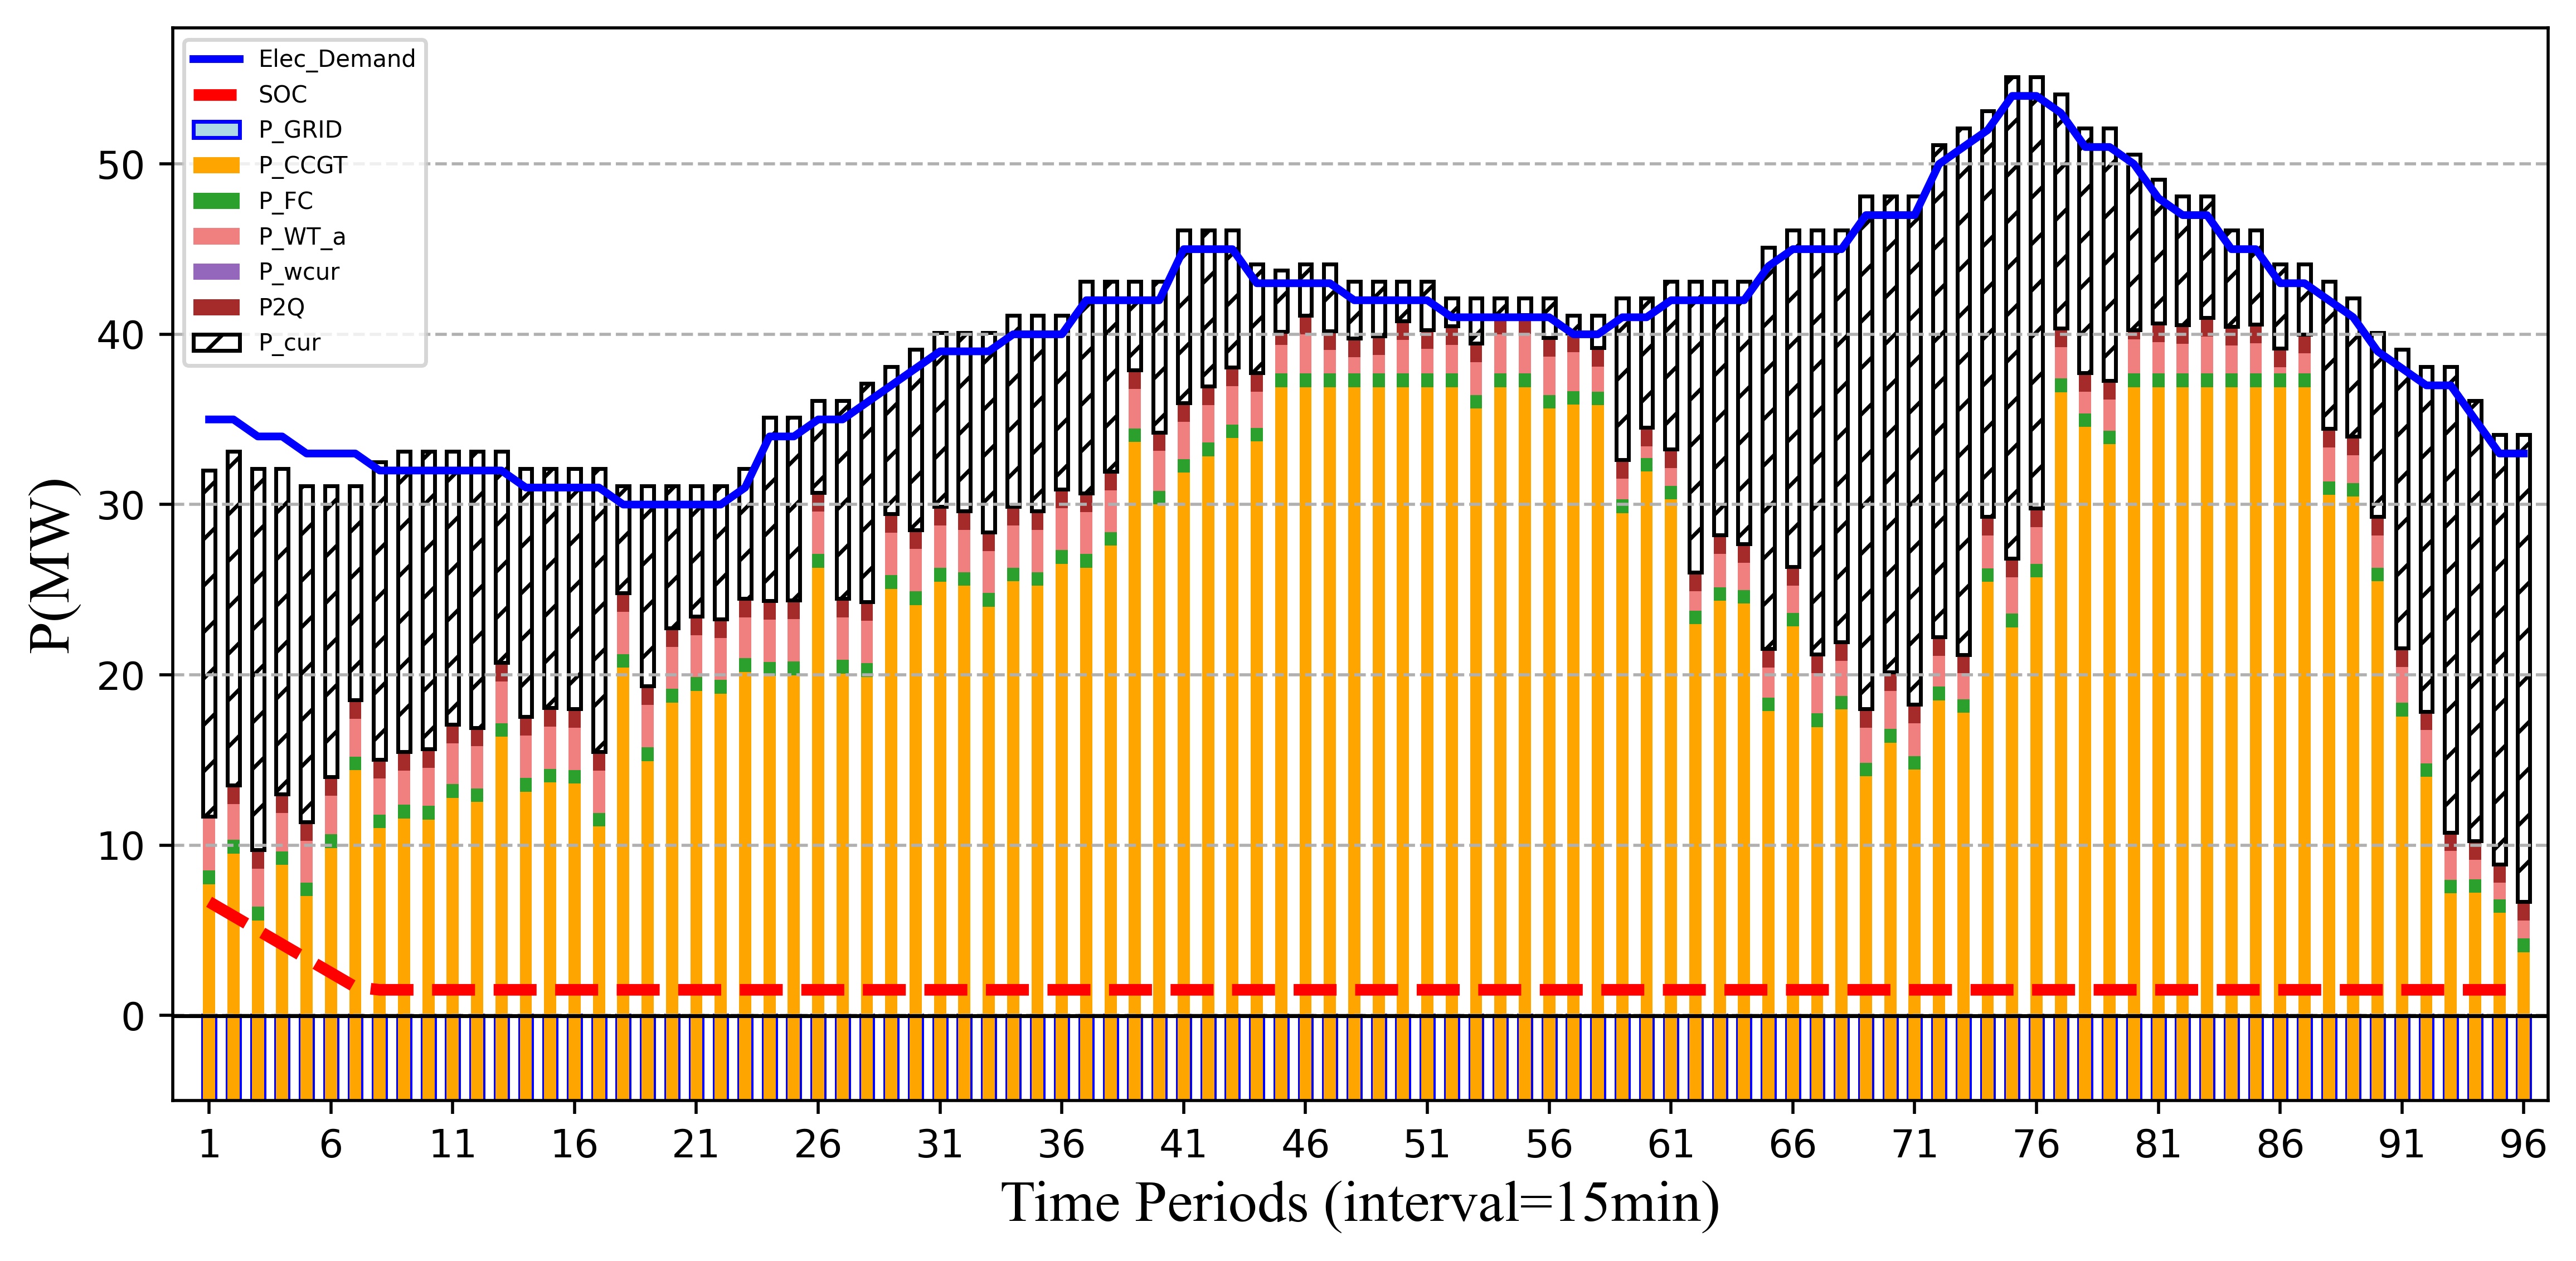 Elec_Demand
SOC
P_GRID
P_CCGT
P_FC
P_WT_a
P_wcur
P2Q
P_cur
P(MW)
50
40
30
20
10
0
1 6 11 16 21 26 31 36 41 46 51 56 61 66 71 76 81 86 91 96
Time Periods (interval=15min)